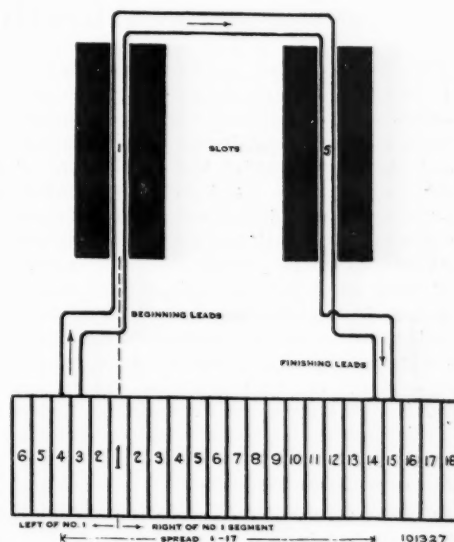 1 SLOTS 5
BEGINNING LEADS
FINISHING LEADS
6 5 4 3 2 1 2 3 4 5 6 7 8 9 10 11 12 13 14 15 16 17 18
LEFT OF NO. 1 RIGHT OF NO 1 SEGMENT
SPREAD 1-17 101327